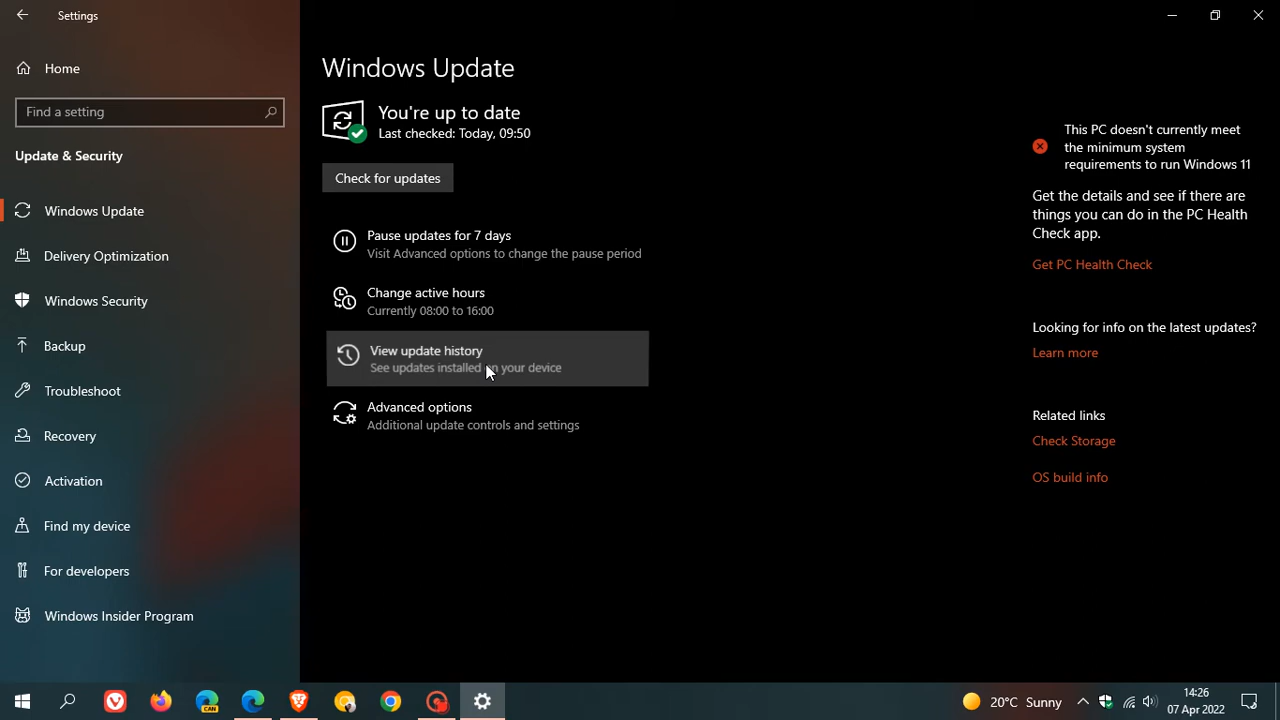 Settings
Home
Find a setting
Update & Security
Windows Update
Delivery Optimization
Windows Security
Backup
Troubleshoot
Recovery
Activation
Find my device
For developers
Windows Insider Program
Windows Update
You're up to date
Last checked: Today, 09:50
Check for updates
Pause updates for 7 days
Visit Advanced options to change the pause period
Change active hours
Currently 08:00 to 16:00
View update history
See updates installed on your device
Advanced options
Additional update controls and settings
This PC doesn't currently meet
the minimum system
requirements to run Windows 11
Get the details and see if there are
things you can do in the PC Health
Check app.
Get PC Health Check
Looking for info on the latest updates?
Learn more
Related links
Check Storage
OS build info
CAN
20°C Sunny
14:26
07 Apr 2022